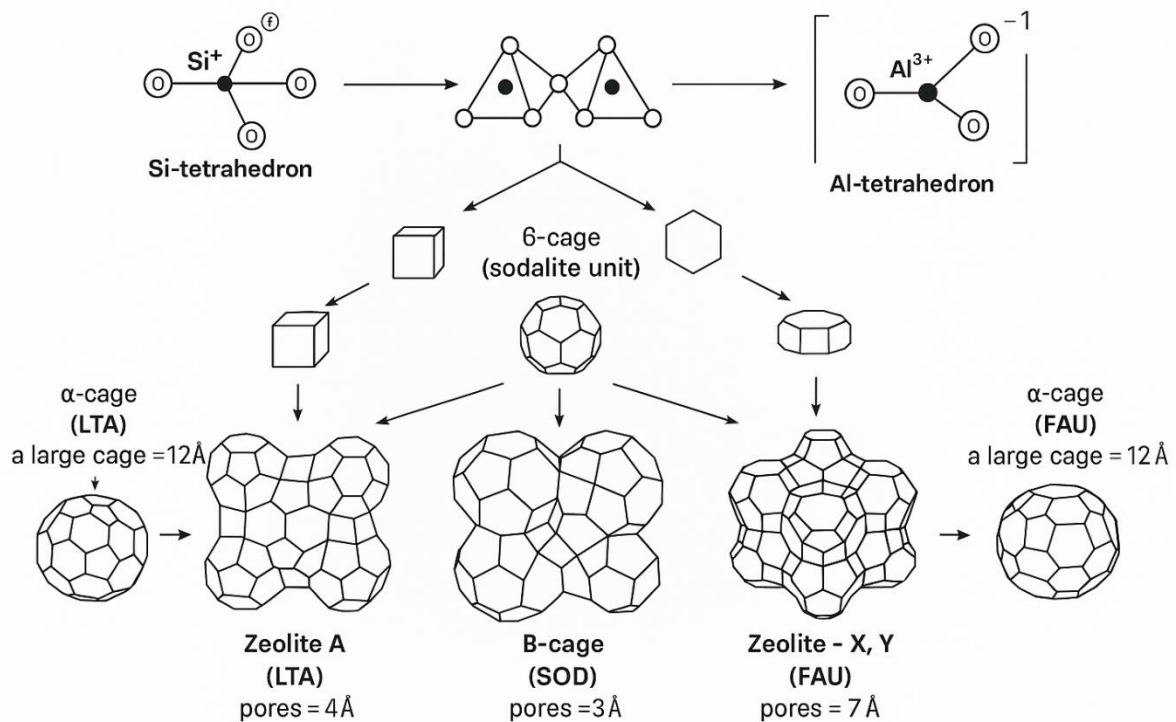 O
f
Si⁺
O
O
O
Si-tetrahedron
O
−1
Al³⁺
O
O
Al-tetrahedron
6-cage
(sodalite unit)
α-cage
(LTA)
a large cage = 12Å
α-cage
(FAU)
a large cage = 12 Å
Zeolite A
(LTA)
pores = 4 Å
B-cage
(SOD)
pores = 3 Å
Zeolite - X, Y
(FAU)
pores = 7 Å